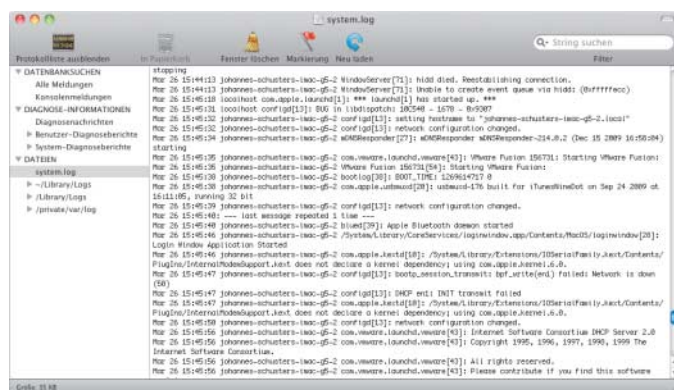 system.log
Protokollliste ausblenden
In Papierkorb
Fenster löschen
Markierung
Neu laden
String suchen
Filter
DATENBANKSUCHEN
Alle Meldungen
Konsolenmeldungen
DIAGNOSE-INFORMATIONEN
Diagnosenachrichten
Benutzer-Diagnoseberichte
System-Diagnoseberichte
DATEIEN
system.log
~/Library/Logs
/Library/Logs
/private/var/log
stopping
Mar 26 15:44:13 johannes-schusters-imac-g5-2 WindowServer[71]: hidd died. Reestablishing connection.
Mar 26 15:44:13 johannes-schusters-imac-g5-2 WindowServer[71]: Unable to create event queue via hidd: (0xfffffecc)
Mar 26 15:45:18 localhost com.apple.launchd[1]: *** launchd[1] has started up. ***
Mar 26 15:45:31 localhost configd[13]: BUG in libdispatch: 10C540 - 1678 - 0x9307
Mar 26 15:45:32 johannes-schusters-imac-g5-2 configd[13]: setting hostname to "johannes-schusters-imac-g5-2.local"
Mar 26 15:45:32 johannes-schusters-imac-g5-2 configd[13]: network configuration changed.
Mar 26 15:45:34 johannes-schusters-imac-g5-2 mDNSResponder[27]: mDNSResponder mDNSResponder-214.0.2 (Dec 15 2009 16:58:04)
starting
Mar 26 15:45:35 johannes-schusters-imac-g5-2 com.vmware.launchd.vmware[43]: VMware Fusion 156731: Starting VMware Fusion:
Mar 26 15:45:38 johannes-schusters-imac-g5-2 VMware Fusion 156731[54]: Starting VMware Fusion:
Mar 26 15:45:38 johannes-schusters-imac-g5-2 bootlog[38]: BOOT_TIME: 1269614717 0
Mar 26 15:45:38 johannes-schusters-imac-g5-2 com.apple.usbmuxd[28]: usbmuxd-176 built for iTunesNineDot on Sep 24 2009 at
16:11:05, running 32 bit
Mar 26 15:45:39 johannes-schusters-imac-g5-2 configd[13]: network configuration changed.
Mar 26 15:45:40: --- last message repeated 1 time ---
Mar 26 15:45:40 johannes-schusters-imac-g5-2 blued[39]: Apple Bluetooth daemon started
Mar 26 15:45:46 johannes-schusters-imac-g5-2 /System/Library/CoreServices/loginwindow.app/Contents/MacOS/loginwindow[28]:
Login Window Application Started
Mar 26 15:45:46 johannes-schusters-imac-g5-2 com.apple.kextd[10]: /System/Library/Extensions/IOSerialFamily.kext/Contents/
PlugIns/InternalModemSupport.kext does not declare a kernel dependency; using com.apple.kernel.6.0.
Mar 26 15:45:47 johannes-schusters-imac-g5-2 configd[13]: bootp_session_transmit: bpf_write(en1) failed: Network is down
(50)
Mar 26 15:45:47 johannes-schusters-imac-g5-2 configd[13]: DHCP en1: INIT transmit failed
Mar 26 15:45:47 johannes-schusters-imac-g5-2 com.apple.kextd[10]: /System/Library/Extensions/IOSerialFamily.kext/Contents/
PlugIns/InternalModemSupport.kext does not declare a kernel dependency; using com.apple.kernel.6.0.
Mar 26 15:45:50 johannes-schusters-imac-g5-2 configd[13]: network configuration changed.
Mar 26 15:45:56 johannes-schusters-imac-g5-2 com.vmware.launchd.vmware[43]: Internet Software Consortium DHCP Server 2.0
Mar 26 15:45:56 johannes-schusters-imac-g5-2 com.vmware.launchd.vmware[43]: Copyright 1995, 1996, 1997, 1998, 1999 The
Internet Software Consortium.
Mar 26 15:45:56 johannes-schusters-imac-g5-2 com.vmware.launchd.vmware[43]: All rights reserved.
Mar 26 15:45:56 johannes-schusters-imac-g5-2 com.vmware.launchd.vmware[43]: Please contribute if you find this software